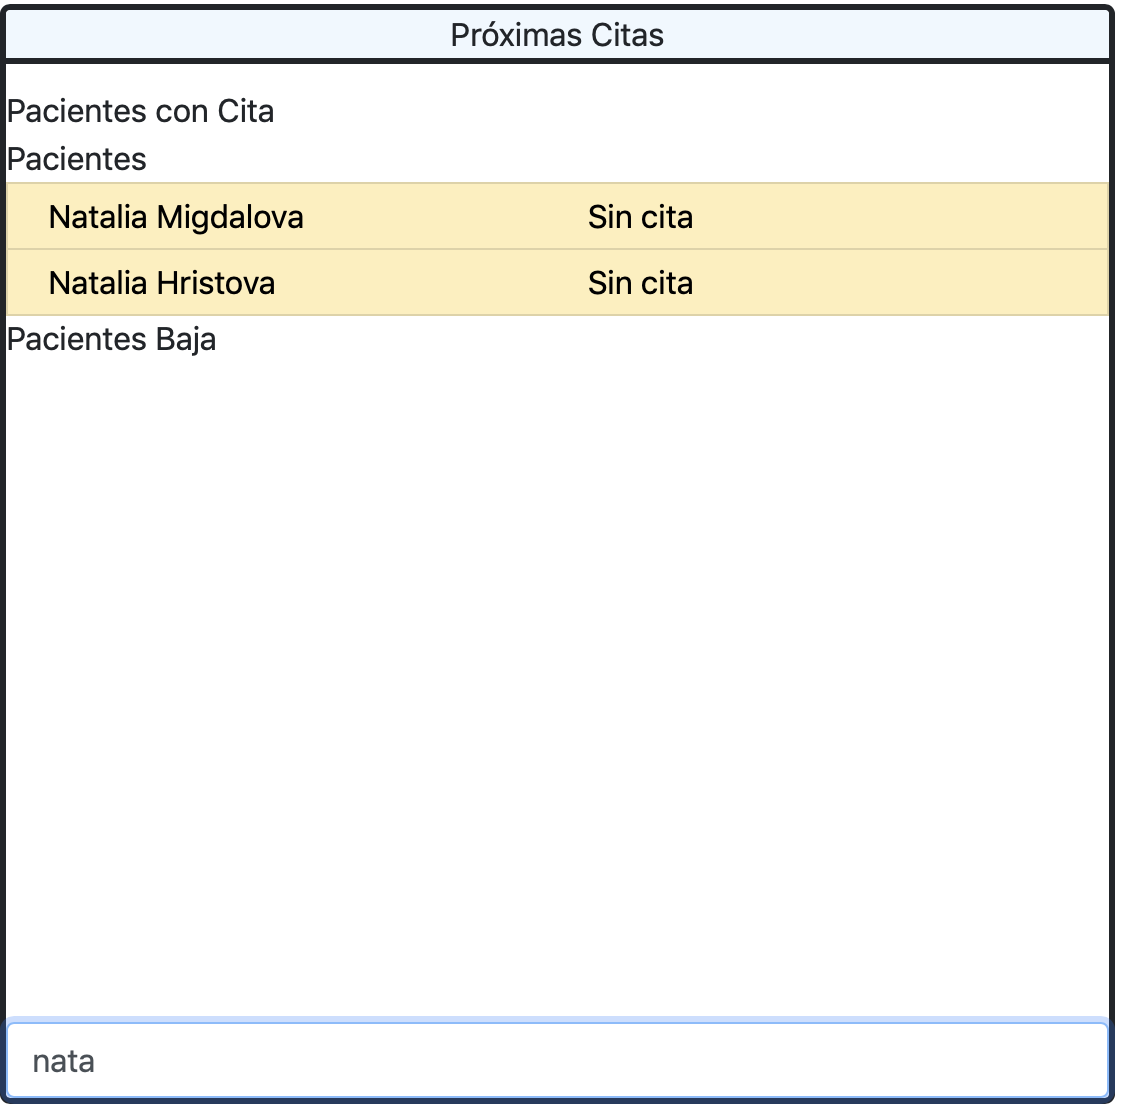 Próximas Citas
Pacientes con Cita
Pacientes
Natalia Migdalova Sin cita
Natalia Hristova Sin cita
Pacientes Baja
nata